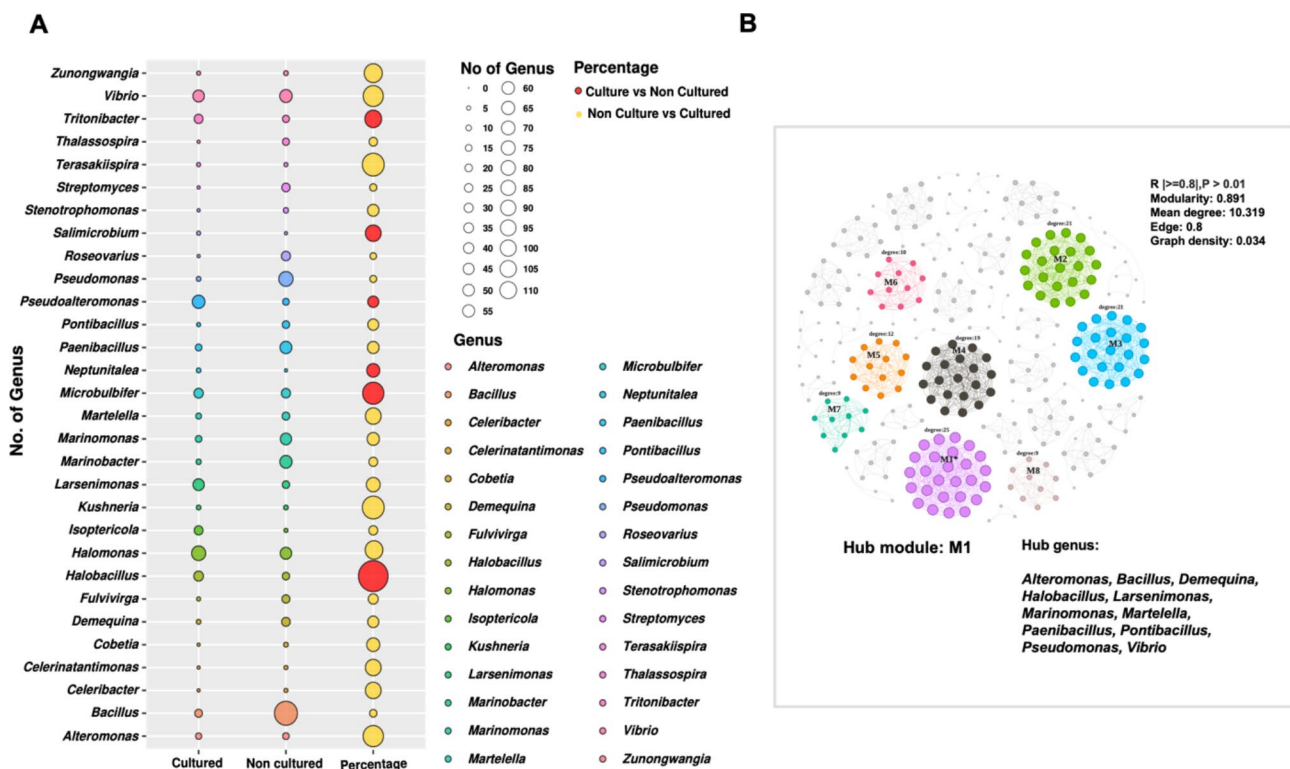 A
No. of Genus
Zunongwangia
Vibrio
Tritonibacter
Thalassospira
Terasakiispira
Streptomyces
Stenotrophomonas
Salimicrobium
Roseovarius
Pseudomonas
Pseudoalteromonas
Pontibacillus
Paenibacillus
Neptunitalea
Microbulbifer
Martelella
Marinomonas
Marinobacter
Larsenimonas
Kushneria
Isoptericola
Halomonas
Halobacillus
Fulvivirga
Demequina
Cobetia
Celerinatantimonas
Celeribacter
Bacillus
Alteromonas
Cultured Non cultured Percentage
No of Genus
0 60
5 65
10 70
15 75
20 80
25 85
30 90
35 95
40 100
45 105
50 110
55
Percentage
Culture vs Non Cultured
Non Culture vs Cultured
Genus
Alteromonas Microbulbifer
Bacillus Neptunitalea
Celeribacter Paenibacillus
Celerinatantimonas Pontibacillus
Cobetia Pseudoalteromonas
Demequina Pseudomonas
Fulvivirga Roseovarius
Halobacillus Salimicrobium
Halomonas Stenotrophomonas
Isoptericola Streptomyces
Kushneria Terasakiispira
Larsenimonas Thalassospira
Marinobacter Tritonibacter
Marinomonas Vibrio
Martelella Zunongwangia
B
R |>=0.8|,P > 0.01
Modularity: 0.891
Mean degree: 10.319
Edge: 0.8
Graph density: 0.034
degree:23
M2
degree:10
M6
degree:21
M3
degree:12
M5
degree:19
M4
degree:9
M7
degree:25
M1*
degree:9
M8
Hub module: M1
Hub genus:
Alteromonas, Bacillus, Demequina,
Halobacillus, Larsenimonas,
Marinomonas, Martelella,
Paenibacillus, Pontibacillus,
Pseudomonas, Vibrio